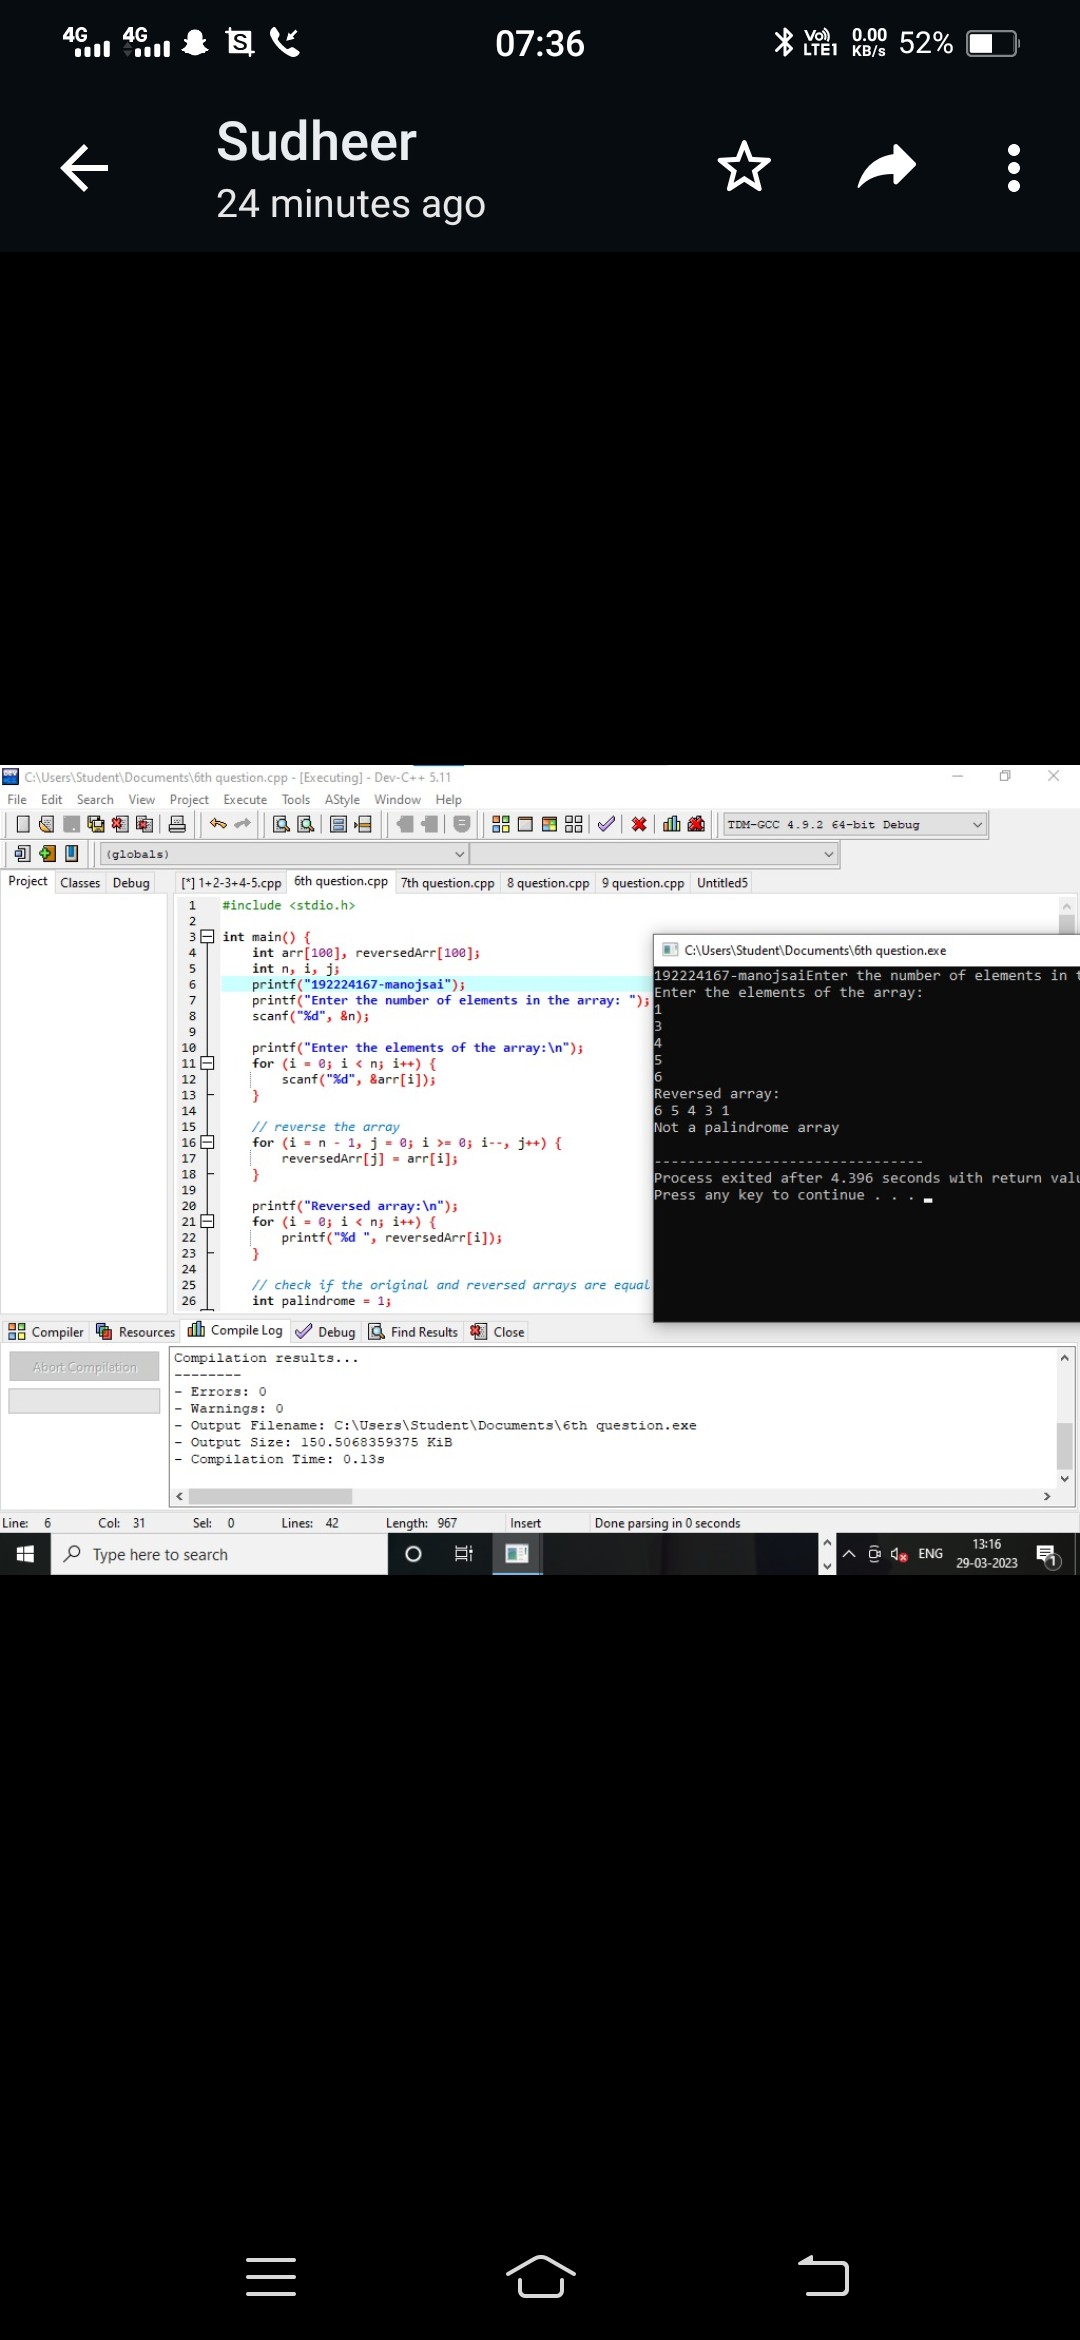 4G 4G 07:36 Vo) LTE1 0.00 KB/s 52%
Sudheer
24 minutes ago
C:\Users\Student\Documents\6th question.cpp - [Executing] - Dev-C++ 5.11
File Edit Search View Project Execute Tools AStyle Window Help
TDM-GCC 4.9.2 64-bit Debug
(globals)
Project Classes Debug [*] 1+2-3+4-5.cpp 6th question.cpp 7th question.cpp 8 question.cpp 9 question.cpp Untitled5
1 #include <stdio.h>
2
3 int main() {
4 int arr[100], reversedArr[100];
5 int n, i, j;
6 printf("192224167-manojsai");
7 printf("Enter the number of elements in the array: ");
8 scanf("%d", &n);
9
10 printf("Enter the elements of the array:\n");
11 for (i = 0; i < n; i++) {
12 scanf("%d", &arr[i]);
13 }
14
15 // reverse the array
16 for (i = n - 1, j = 0; i >= 0; i--, j++) {
17 reversedArr[j] = arr[i];
18 }
19
20 printf("Reversed array:\n");
21 for (i = 0; i < n; i++) {
22 printf("%d ", reversedArr[i]);
23 }
24
25 // check if the original and reversed arrays are equal
26 int palindrome = 1;
C:\Users\Student\Documents\6th question.exe
192224167-manojsaiEnter the number of elements in t
Enter the elements of the array:
1
3
4
5
6
Reversed array:
6 5 4 3 1
Not a palindrome array
--------------------------------
Process exited after 4.396 seconds with return valu
Press any key to continue . . .
Compiler Resources Compile Log Debug Find Results Close
Abort Compilation
Compilation results...
--------
- Errors: 0
- Warnings: 0
- Output Filename: C:\Users\Student\Documents\6th question.exe
- Output Size: 150.5068359375 KiB
- Compilation Time: 0.13s
Line: 6 Col: 31 Sel: 0 Lines: 42 Length: 967 Insert Done parsing in 0 seconds
Type here to search
ENG
13:16
29-03-2023
1